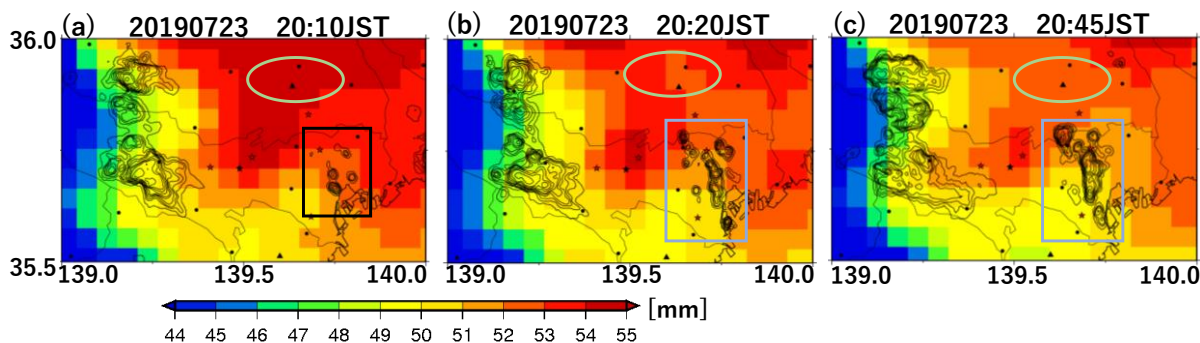 (a) 20190723 20:10JST
(b) 20190723 20:20JST
(c) 20190723 20:45JST
36.0
35.5
139.0 139.5 140.0
139.0 139.5 140.0
139.0 139.5 140.0
[mm]
44 45 46 47 48 49 50 51 52 53 54 55